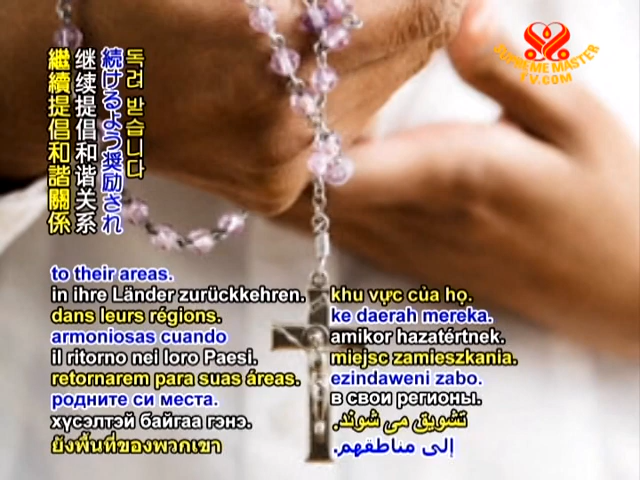 SUPREME MASTER
TV.COM
독려 받습니다
続けるよう奨励され
继续提倡和谐关系
繼續提倡和諧關係
to their areas.
in ihre Länder zurückkehren.
dans leurs régions.
armoniosas cuando
il ritorno nei loro Paesi.
retornarem para suas áreas.
родните си места.
хүсэлтэй байгаа гэнэ.
ยังพื้นที่ของพวกเขา
khu vực của họ.
ke daerah mereka.
amikor hazatértnek.
miejsc zamieszkania.
ezindaweni zabo.
в свои регионы.
تشویق می شوند.
إلى مناطقهم.